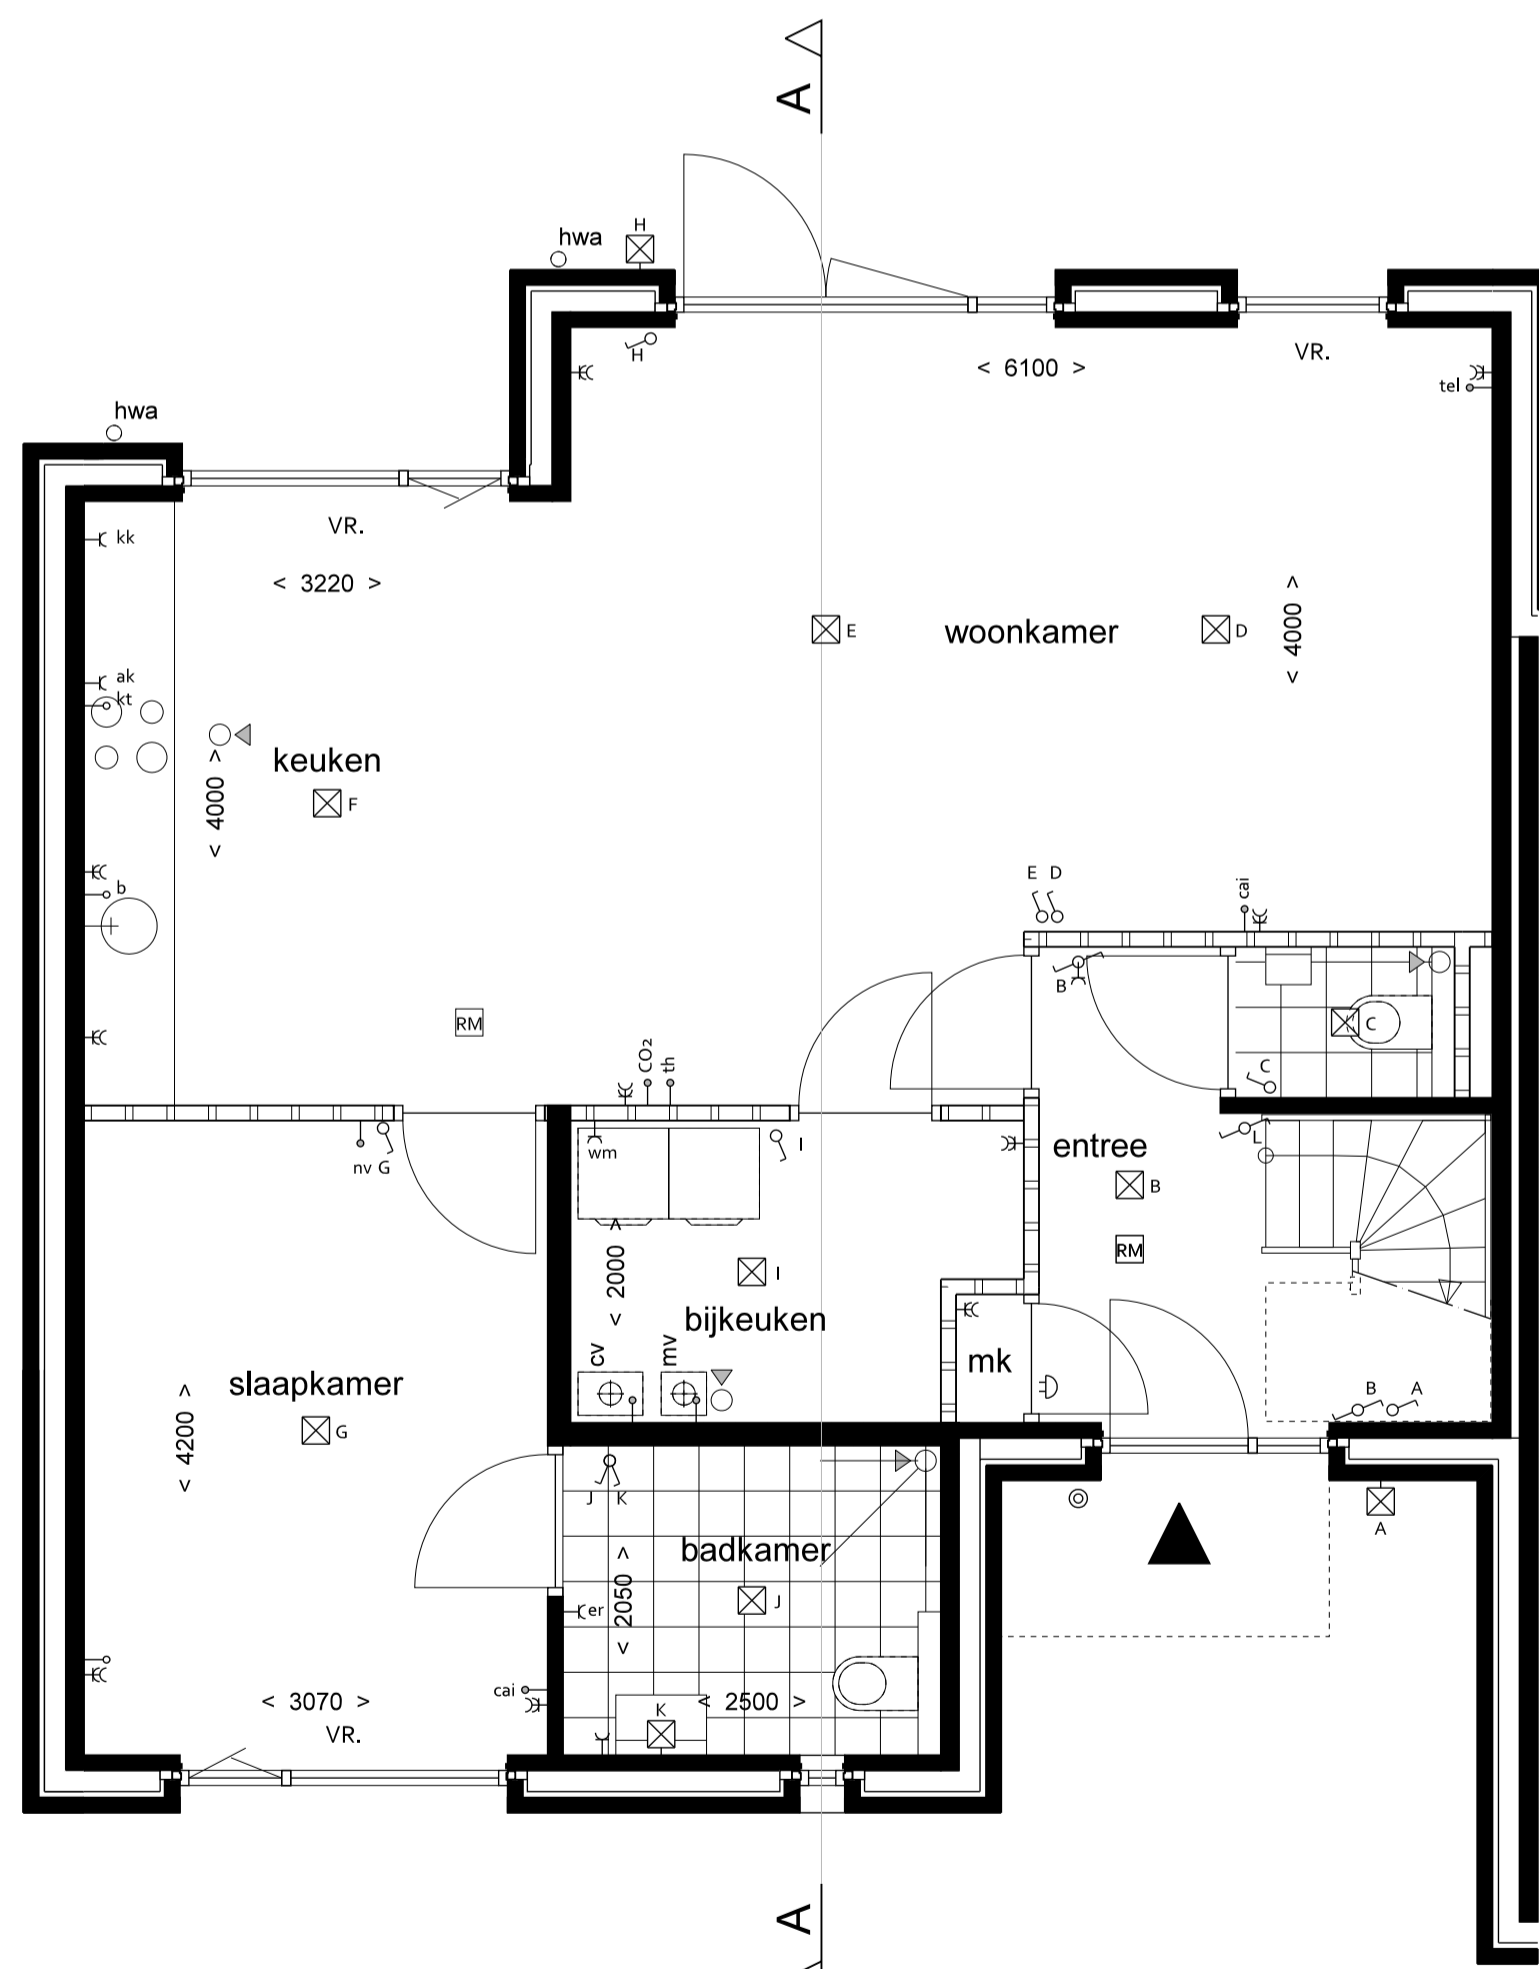 A
H
hwa
H
< 6100 >
VR.
tel
hwa
VR.
kk
< 3220 >
E
woonkamer
D
< 4000 >
ak
kt
keuken
< 4000 >
F
b
E D
cai
B
RM
C
CO2
th
C
nv G
wm
I
entree
L
B
RM
< 2000 >
I
bijkeuken
cv
mv
mk
slaapkamer
B
A
< 4200 >
G
J
K
A
badkamer
< 2050 >
J
er
cai
< 3070 >
< 2500 >
K
VR.
A